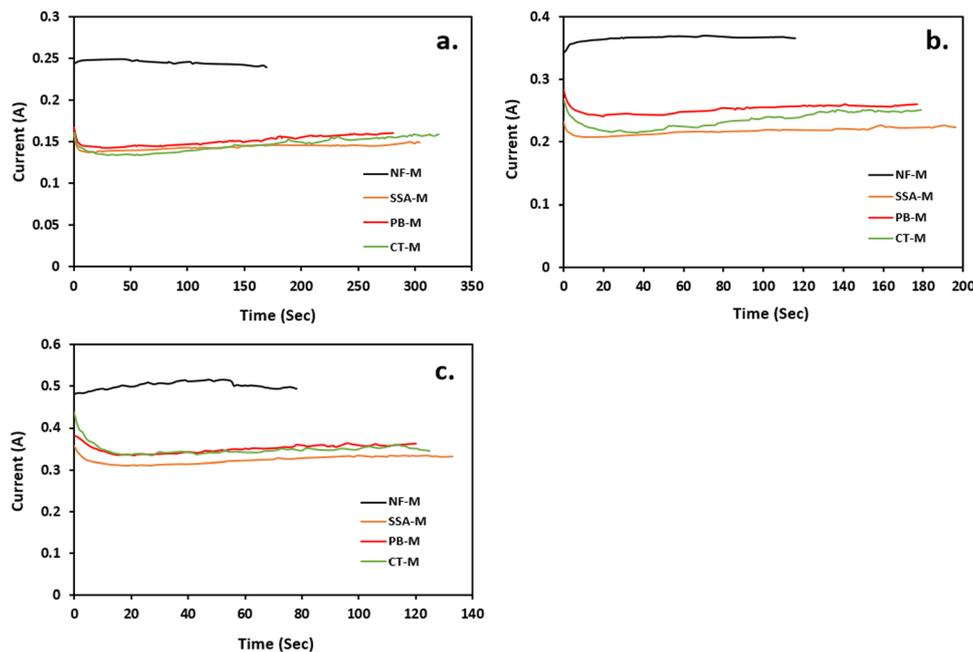 a.
Current (A)
0.3
0.25
0.2
0.15
0.1
0.05
0
NF-M
SSA-M
PB-M
CT-M
0 50 100 150 200 250 300 350
Time (Sec)
b.
Current (A)
0.4
0.3
0.2
0.1
0
NF-M
SSA-M
PB-M
CT-M
0 20 40 60 80 100 120 140 160 180 200
Time (Sec)
c.
Current (A)
0.6
0.5
0.4
0.3
0.2
0.1
0
NF-M
SSA-M
PB-M
CT-M
0 20 40 60 80 100 120 140
Time (Sec)